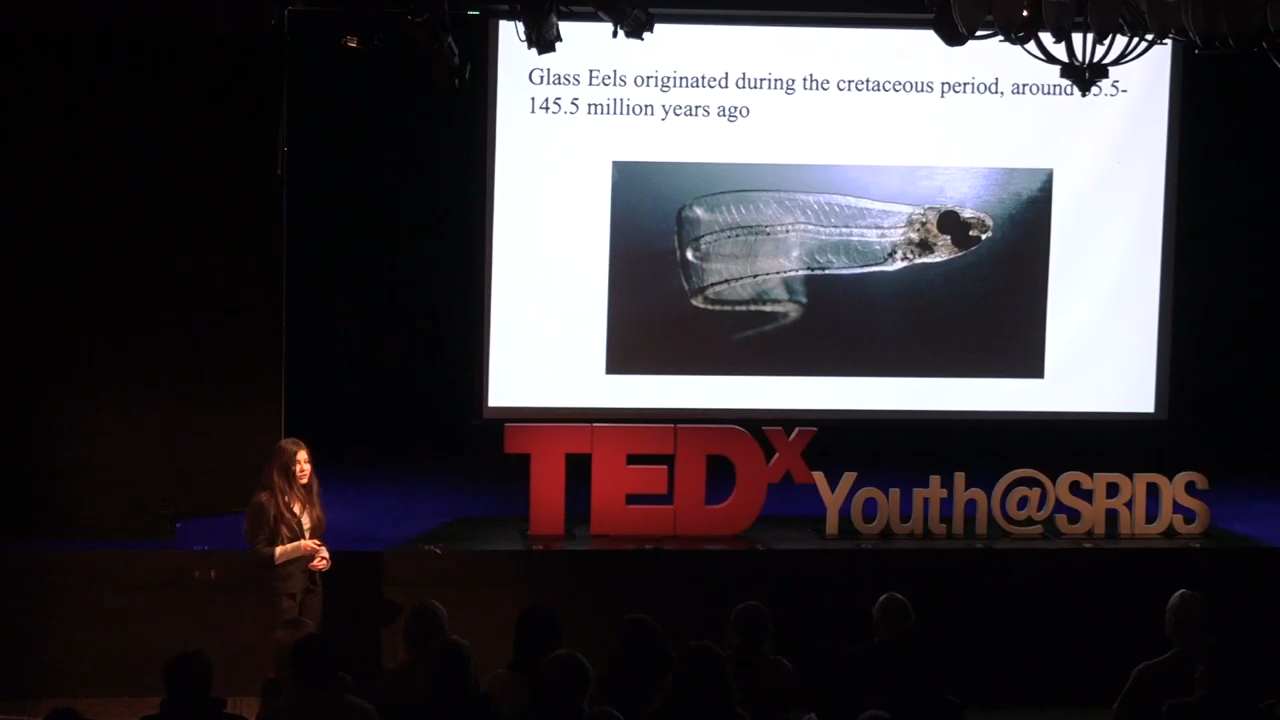 Glass Eels originated during the cretaceous period, around
145.5 million years ago
TEDx
Youth@SRDS